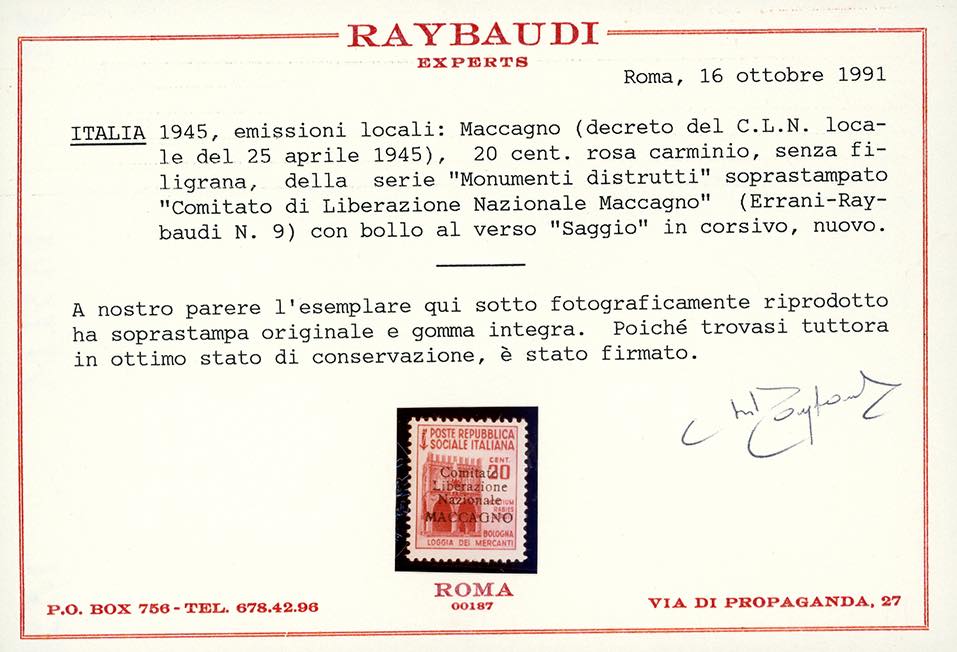 RAYBAUDI
EXPERTS
Roma, 16 ottobre 1991
ITALIA 1945, emissioni locali: Maccagno (decreto del C.L.N. loca-
le del 25 aprile 1945), 20 cent. rosa carminio, senza fi-
ligrana, della serie "Monumenti distrutti" soprastampato
"Comitato di Liberazione Nazionale Maccagno" (Errani-Ray-
baudi N. 9) con bollo al verso "Saggio" in corsivo, nuovo.
A nostro parere l'esemplare qui sotto fotograficamente riprodotto
ha soprastampa originale e gomma integra. Poiché trovasi tuttora
in ottimo stato di conservazione, è stato firmato.
POSTE REPUBBLICA
SOCIALE ITALIANA
CENT.
20
Comitato
Liberazione
Nazionale
MACCAGNO
RABIES
BOLOGNA
LOGGIA DEI MERCANTI
ROMA
00187
P.O. BOX 756 - TEL. 678.42.96
VIA DI PROPAGANDA, 27